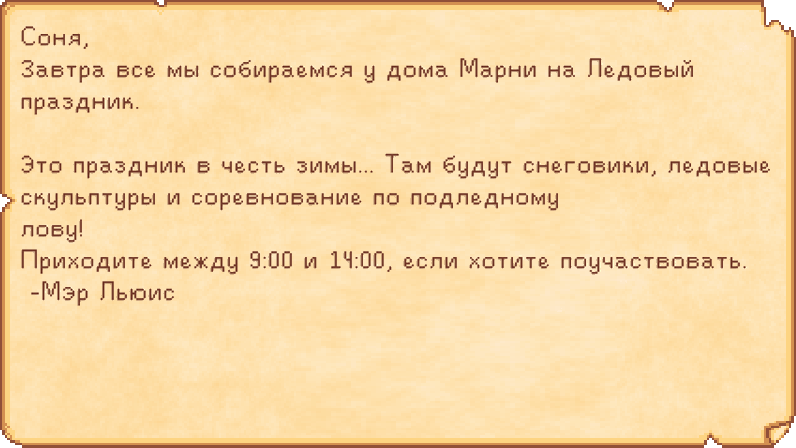 Соня,
Завтра все мы собираемся у дома Марни на Ледовый
праздник.
Это праздник в честь зимы... Там будут снеговики, ледовые
скульптуры и соревнование по подледному
лову!
Приходите между 9:00 и 14:00, если хотите поучаствовать.
-Мэр Льюис